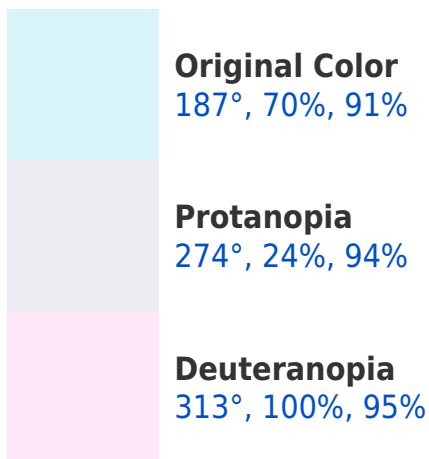 Original Color
187°, 70%, 91%
Protanopia
274°, 24%, 94%
Deuteranopia
313°, 100%, 95%